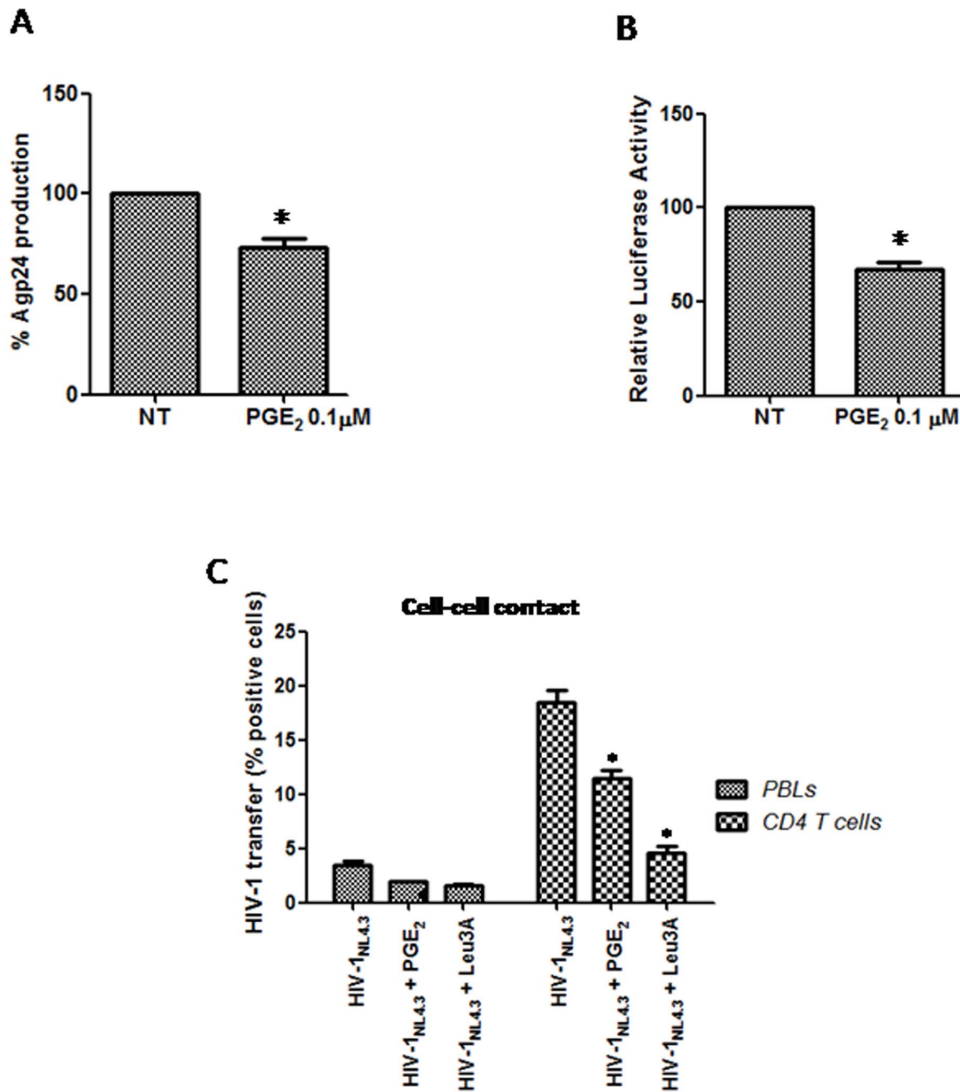 A
% Agp24 production
150
100
50
0
*
NT
PGE₂ 0.1μM
B
Relative Luciferase Activity
150
100
50
0
*
NT
PGE₂ 0.1 μM
C
Cell-cell contact
HIV-1 transfer (% positive cells)
25
20
15
10
5
0
*
*
HIV-1NL4.3
HIV-1NL4.3 + PGE₂
HIV-1NL4.3 + Leu3A
HIV-1NL4.3
HIV-1NL4.3 + PGE₂
HIV-1NL4.3 + Leu3A
PBLs
CD4 T cells